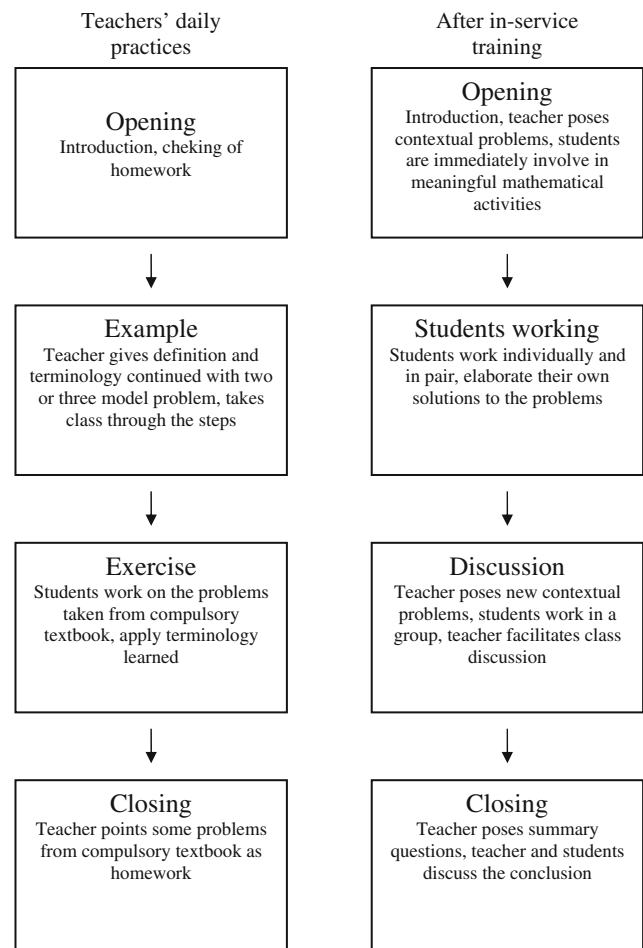 Teachers' daily
practices
Opening
Introduction, cheking of
homework
Example
Teacher gives definition and
terminology continued with two
or three model problem, takes
class through the steps
Exercise
Students work on the problems
taken from compulsory
textbook, apply terminology
learned
Closing
Teacher points some problems
from compulsory textbook as
homework
After in-service
training
Opening
Introduction, teacher poses
contextual problems, students
are immediately involve in
meaningful mathematical
activities
Students working
Students work individually and
in pair, elaborate their own
solutions to the problems
Discussion
Teacher poses new contextual
problems, students work in a
group, teacher facilitates class
discussion
Closing
Teacher poses summary
questions, teacher and students
discuss the conclusion